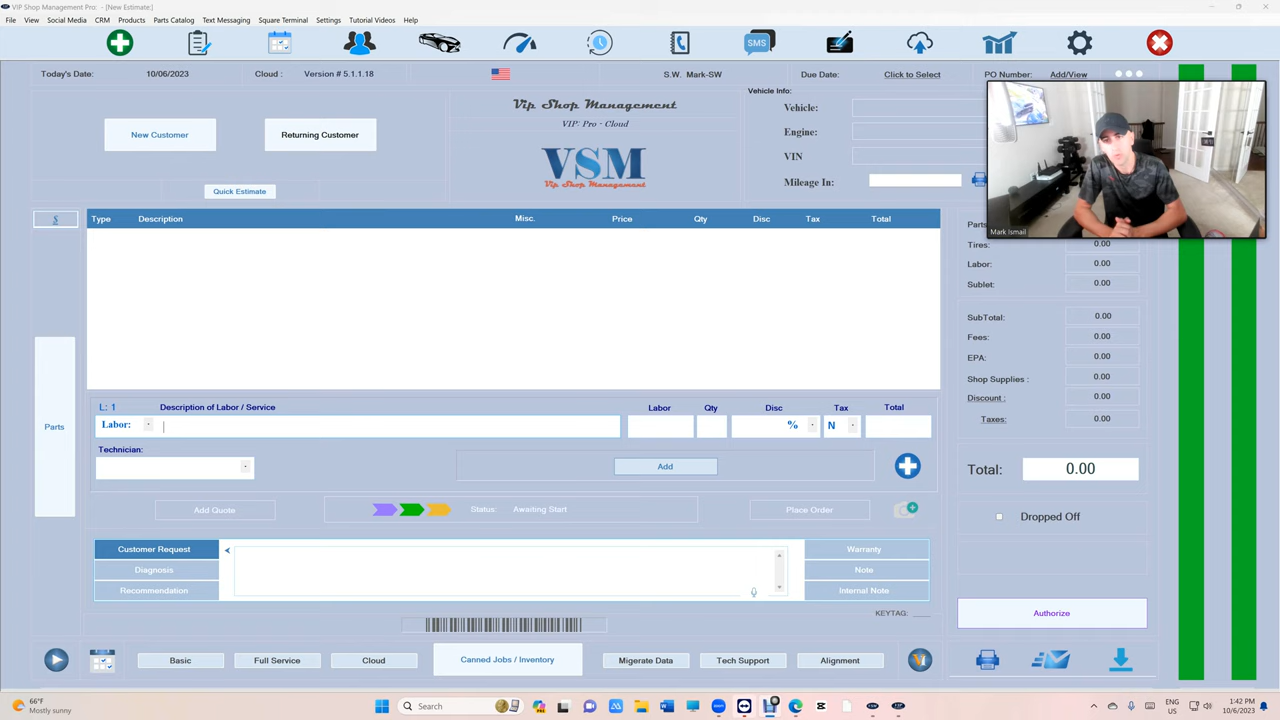 VIP Shop Management Pro: - [New Estimate:]
File View Social Media CRM Products Parts Catalog Text Messaging Square Terminal Settings Tutorial Videos Help
SMS
Today's Date: 10/06/2023 Cloud : Version # 5.1.1.18 S.W. Mark-SW Due Date: Click to Select PO Number: Add/View
Vehicle Info:
New Customer Returning Customer
Quick Estimate
Vip Shop Management
VIP: Pro - Cloud
VSM
Vip Shop Management
Vehicle:
Engine:
VIN
Mileage In:
Mark Ismail
$ Type Description Misc. Price Qty Disc Tax Total
Parts
Parts
Tires: 0.00
Labor: 0.00
Sublet: 0.00
SubTotal: 0.00
Fees: 0.00
EPA: 0.00
Shop Supplies : 0.00
Discount : 0.00
Taxes: 0.00
Total: 0.00
Dropped Off
Authorize
L: 1 Description of Labor / Service Labor Qty Disc Tax Total
Labor: % N
Technician:
Add
Add Quote Status: Awaiting Start Place Order
Customer Request Warranty
Diagnosis Note
Recommendation Internal Note
KEYTAG:
Basic Full Service Cloud Canned Jobs / Inventory Migerate Data Tech Support Alignment
66°F
Mostly sunny
Search
ENG
US
1:42 PM
10/6/2023